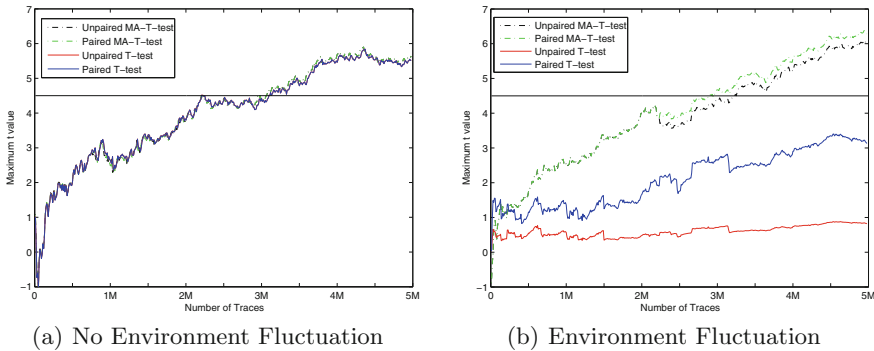 7
6
5
4
3
2
1
0
−1
Maximum t value
Unpaired MA−T−test
Paired MA−T−test
Unpaired T−test
Paired T−test
0 1M 2M 3M 4M 5M
Number of Traces
(a) No Environment Fluctuation
7
6
5
4
3
2
1
0
−1
Maximum t value
Unpaired MA−T−test
Paired MA−T−test
Unpaired T−test
Paired T−test
0 1M 2M 3M 4M 5M
Number of Traces
(b) Environment Fluctuation